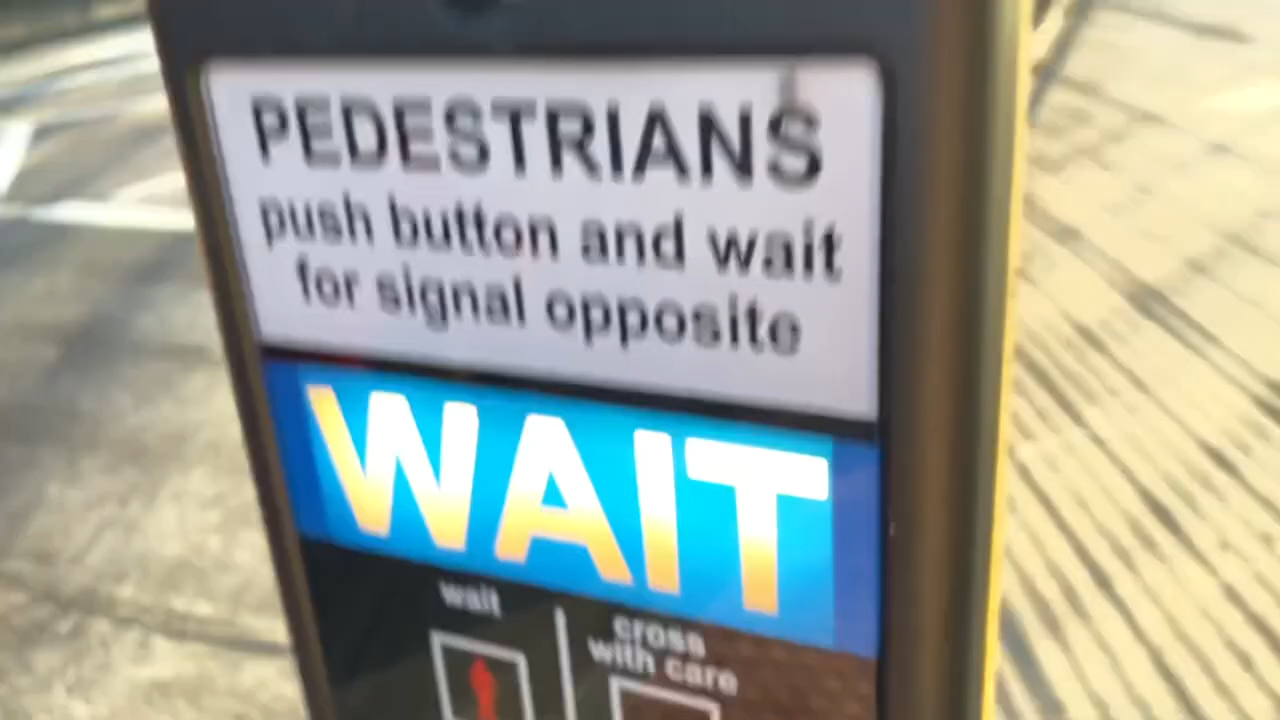 PEDESTRIANS
push button and wait
for signal opposite
WAIT
wait
cross
with care